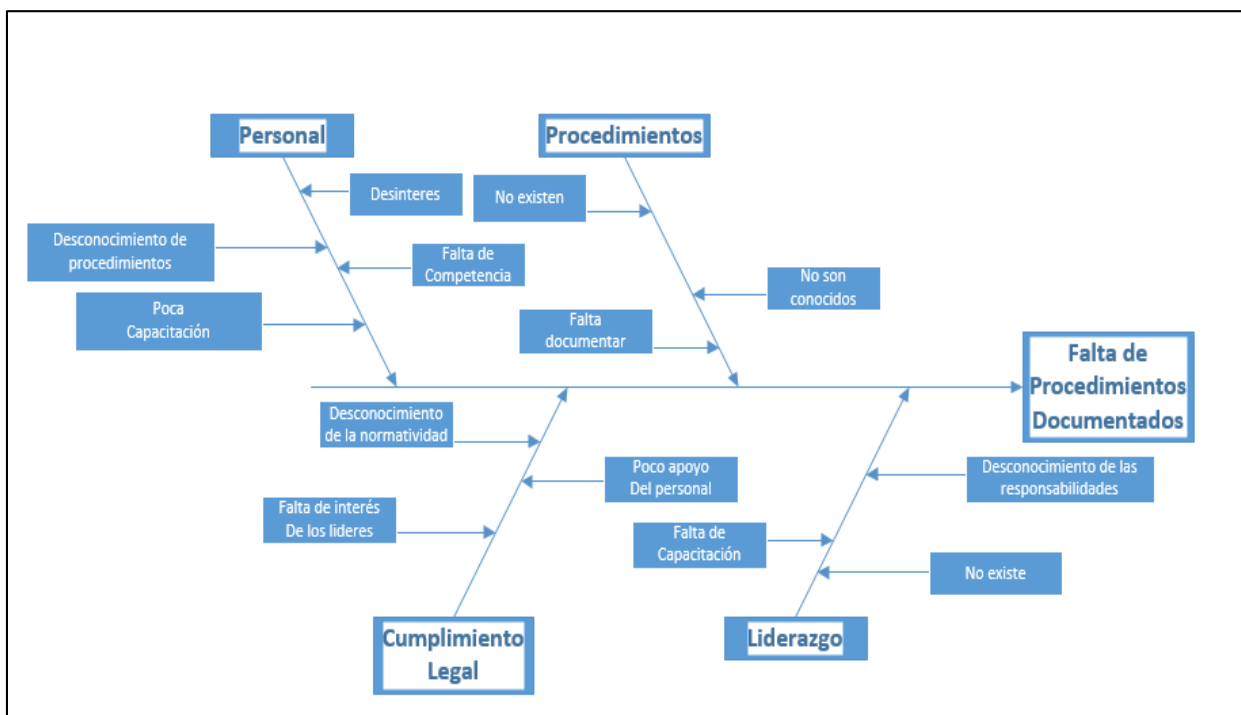 Personal
Procedimientos
Desinteres
No existen
Desconocimiento de
procedimientos
Falta de
Competencia
No son
conocidos
Poca
Capacitación
Falta
documentar
Falta de
Procedimientos
Documentados
Desconocimiento
de la normatividad
Poco apoyo
Del personal
Desconocimiento de las
responsabilidades
Falta de interés
De los lideres
Falta de
Capacitación
No existe
Cumplimiento
Legal
Liderazgo